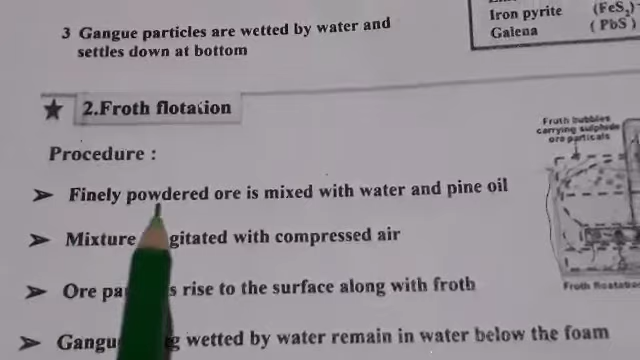 3 Gangue particles are wetted by water and
settles down at bottom
Iron pyrite (FeS₂)
Galena (PbS)
2.Froth flotation
Procedure :
Finely powdered ore is mixed with water and pine oil
Mixture gitated with compressed air
Ore pa s rise to the surface along with froth
Gangu g wetted by water remain in water below the foam
Fruth bubbles
carrying sulphide
ore particals
Froth floatation